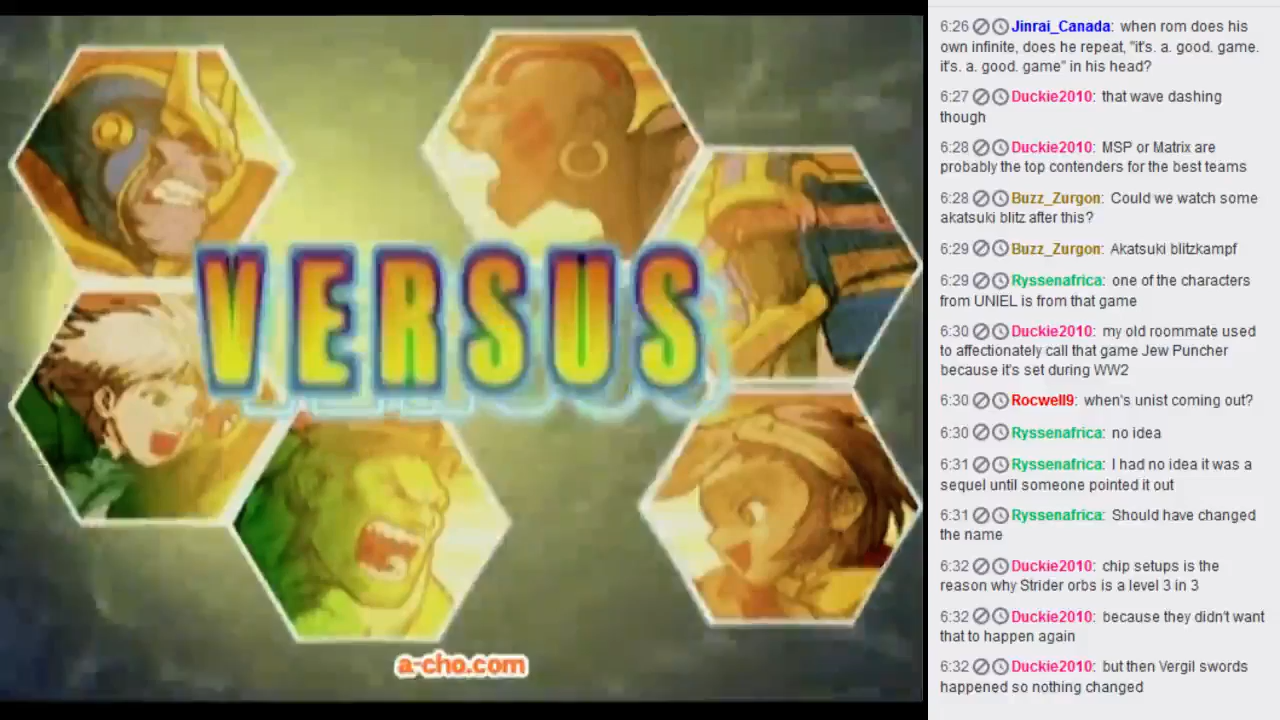 VERSUS
a-cho.com
6:26 Jinrai_Canada: when rom does his
own infinite, does he repeat, "it's. a. good. game.
it's. a. good. game" in his head?
6:27 Duckie2010: that wave dashing
though
6:28 Duckie2010: MSP or Matrix are
probably the top contenders for the best teams
6:28 Buzz_Zurgon: Could we watch some
akatsuki blitz after this?
6:29 Buzz_Zurgon: Akatsuki blitzkampf
6:29 Ryssenafrica: one of the characters
from UNIEL is from that game
6:30 Duckie2010: my old roommate used
to affectionately call that game Jew Puncher
because it's set during WW2
6:30 Rocwell9: when's unist coming out?
6:30 Ryssenafrica: no idea
6:31 Ryssenafrica: I had no idea it was a
sequel until someone pointed it out
6:31 Ryssenafrica: Should have changed
the name
6:32 Duckie2010: chip setups is the
reason why Strider orbs is a level 3 in 3
6:32 Duckie2010: because they didn't want
that to happen again
6:32 Duckie2010: but then Vergil swords
happened so nothing changed